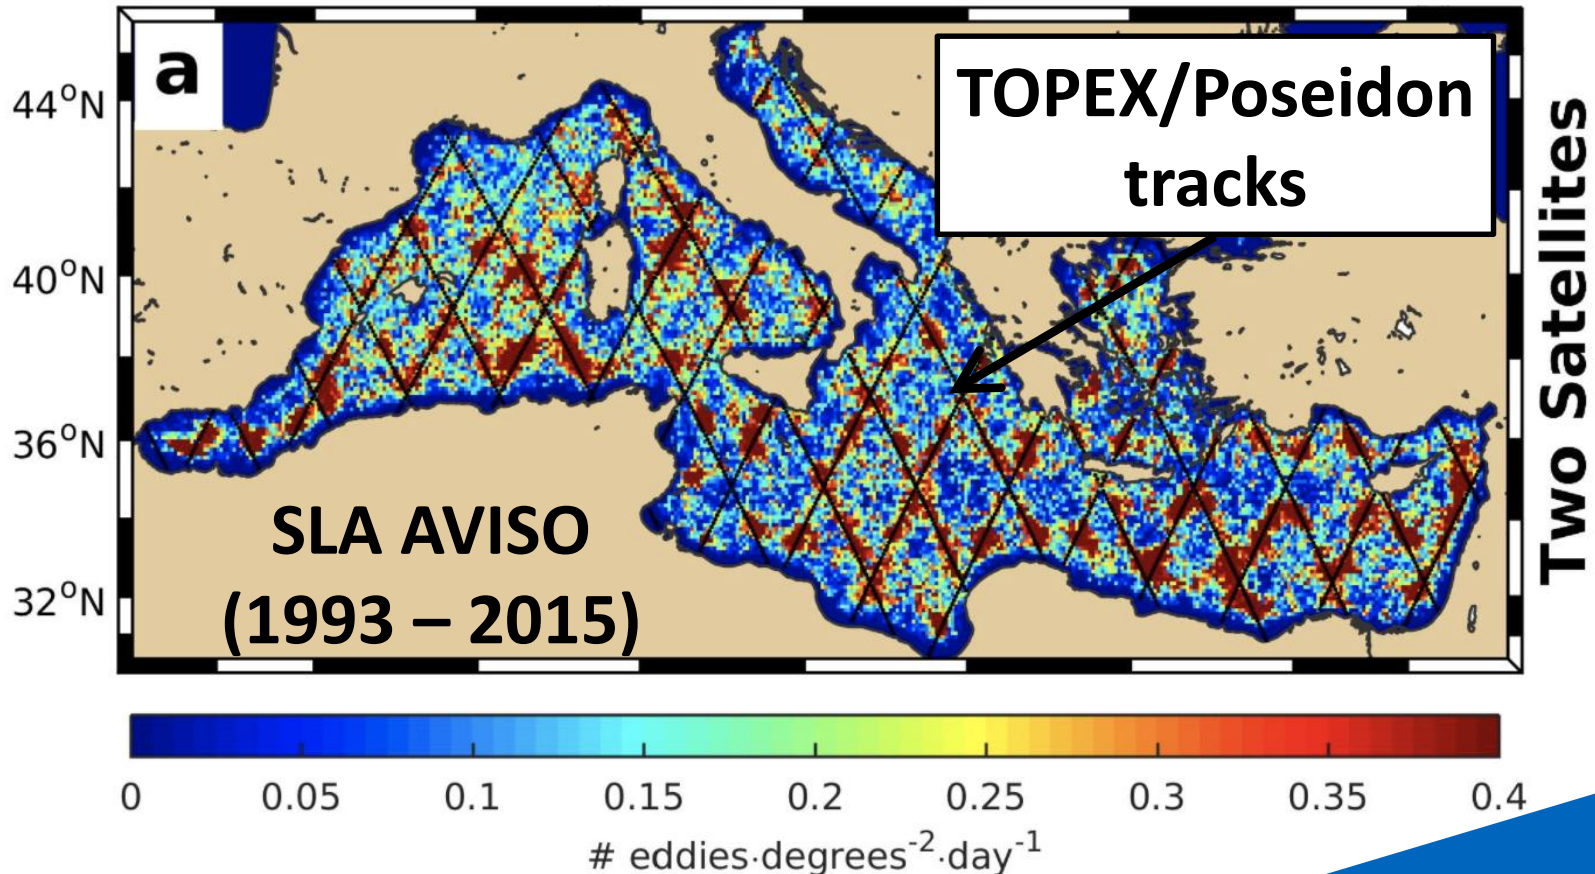 a
TOPEX/Poseidon
tracks
44°N
40°N
36°N
32°N
SLA AVISO
(1993 – 2015)
Two Satellites
0 0.05 0.1 0.15 0.2 0.25 0.3 0.35 0.4
# eddies·degrees⁻²·day⁻¹